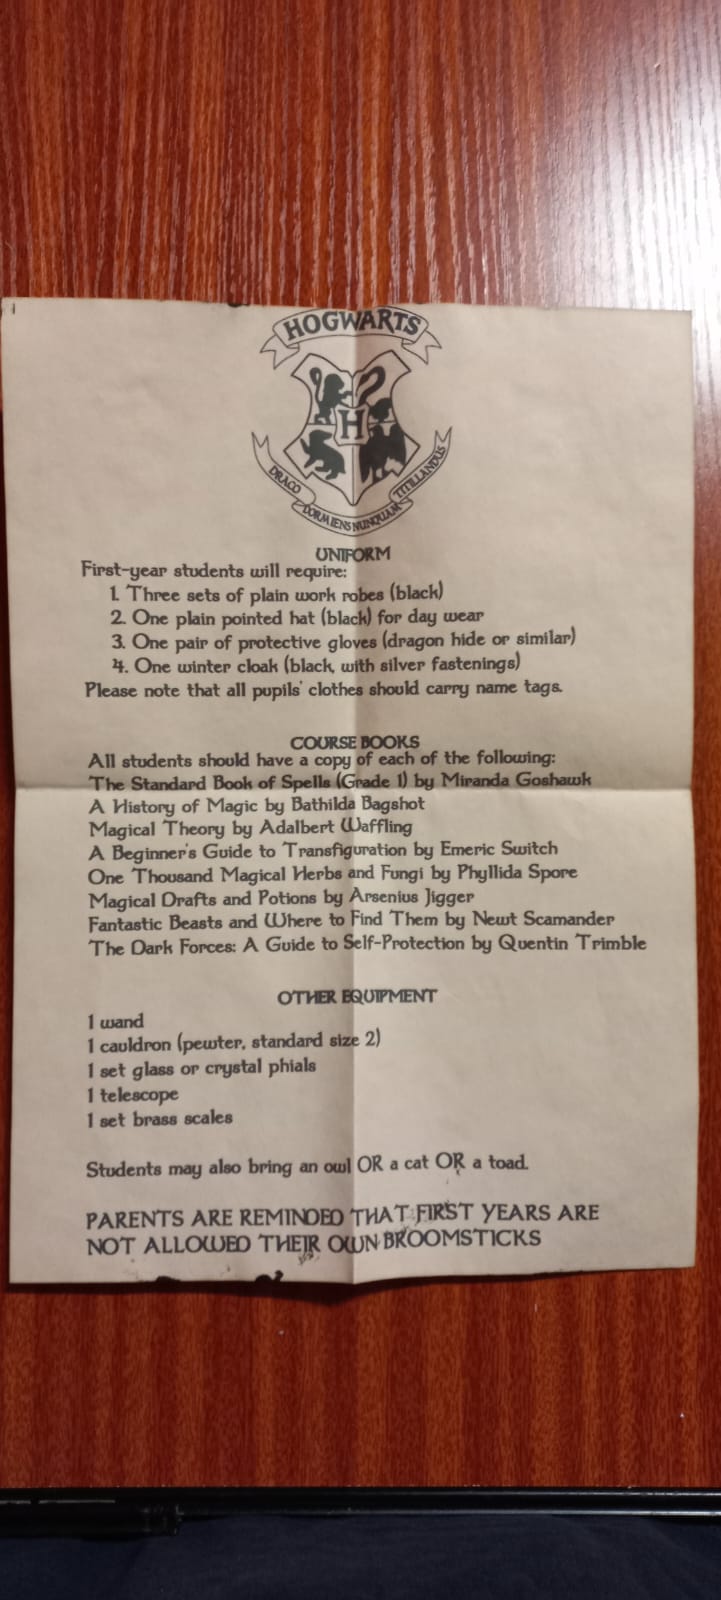 HOGWARTS
H
DRACO DORMIENS NUNQUAM TITILLANDUS
UNIFORM
First-year students will require:
1. Three sets of plain work robes (black)
2. One plain pointed hat (black) for day wear
3. One pair of protective gloves (dragon hide or similar)
4. One winter cloak (black, with silver fastenings)
Please note that all pupils' clothes should carry name tags.
COURSE BOOKS
All students should have a copy of each of the following:
The Standard Book of Spells (Grade 1) by Miranda Goshawk
A History of Magic by Bathilda Bagshot
Magical Theory by Adalbert Waffling
A Beginner's Guide to Transfiguration by Emeric Switch
One Thousand Magical Herbs and Fungi by Phyllida Spore
Magical Drafts and Potions by Arsenius Jigger
Fantastic Beasts and Where to Find Them by Newt Scamander
The Dark Forces: A Guide to Self-Protection by Quentin Trimble
OTHER EQUIPMENT
1 wand
1 cauldron (pewter, standard size 2)
1 set glass or crystal phials
1 telescope
1 set brass scales
Students may also bring an owl OR a cat OR a toad.
PARENTS ARE REMINDED THAT FIRST YEARS ARE
NOT ALLOWED THEIR OWN BROOMSTICKS